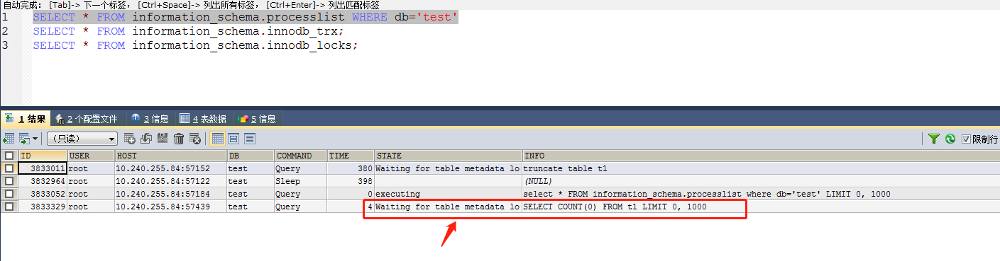 自动完成: [Tab]-> 下一个标签, [Ctrl+Space]-> 列出所有标签, [Ctrl+Enter]-> 列出匹配标签
1 SELECT * FROM information_schema.processlist WHERE db='test'
2 SELECT * FROM information_schema.innodb_trx;
3 SELECT * FROM information_schema.innodb_locks;
1 结果 2 个配置文件 3 信息 4 表数据 5 信息
(只读) 限制行
ID USER HOST DB COMMAND TIME STATE INFO
3833011 root 10.240.255.84:57152 test Query 380 Waiting for table metadata lo truncate table t1
3832964 root 10.240.255.84:57122 test Sleep 398 (NULL)
3833052 root 10.240.255.84:57184 test Query 0 executing select * FROM information_schema.processlist where db='test' LIMIT 0, 1000
3833329 root 10.240.255.84:57439 test Query 4 Waiting for table metadata lo SELECT COUNT(0) FROM t1 LIMIT 0, 1000